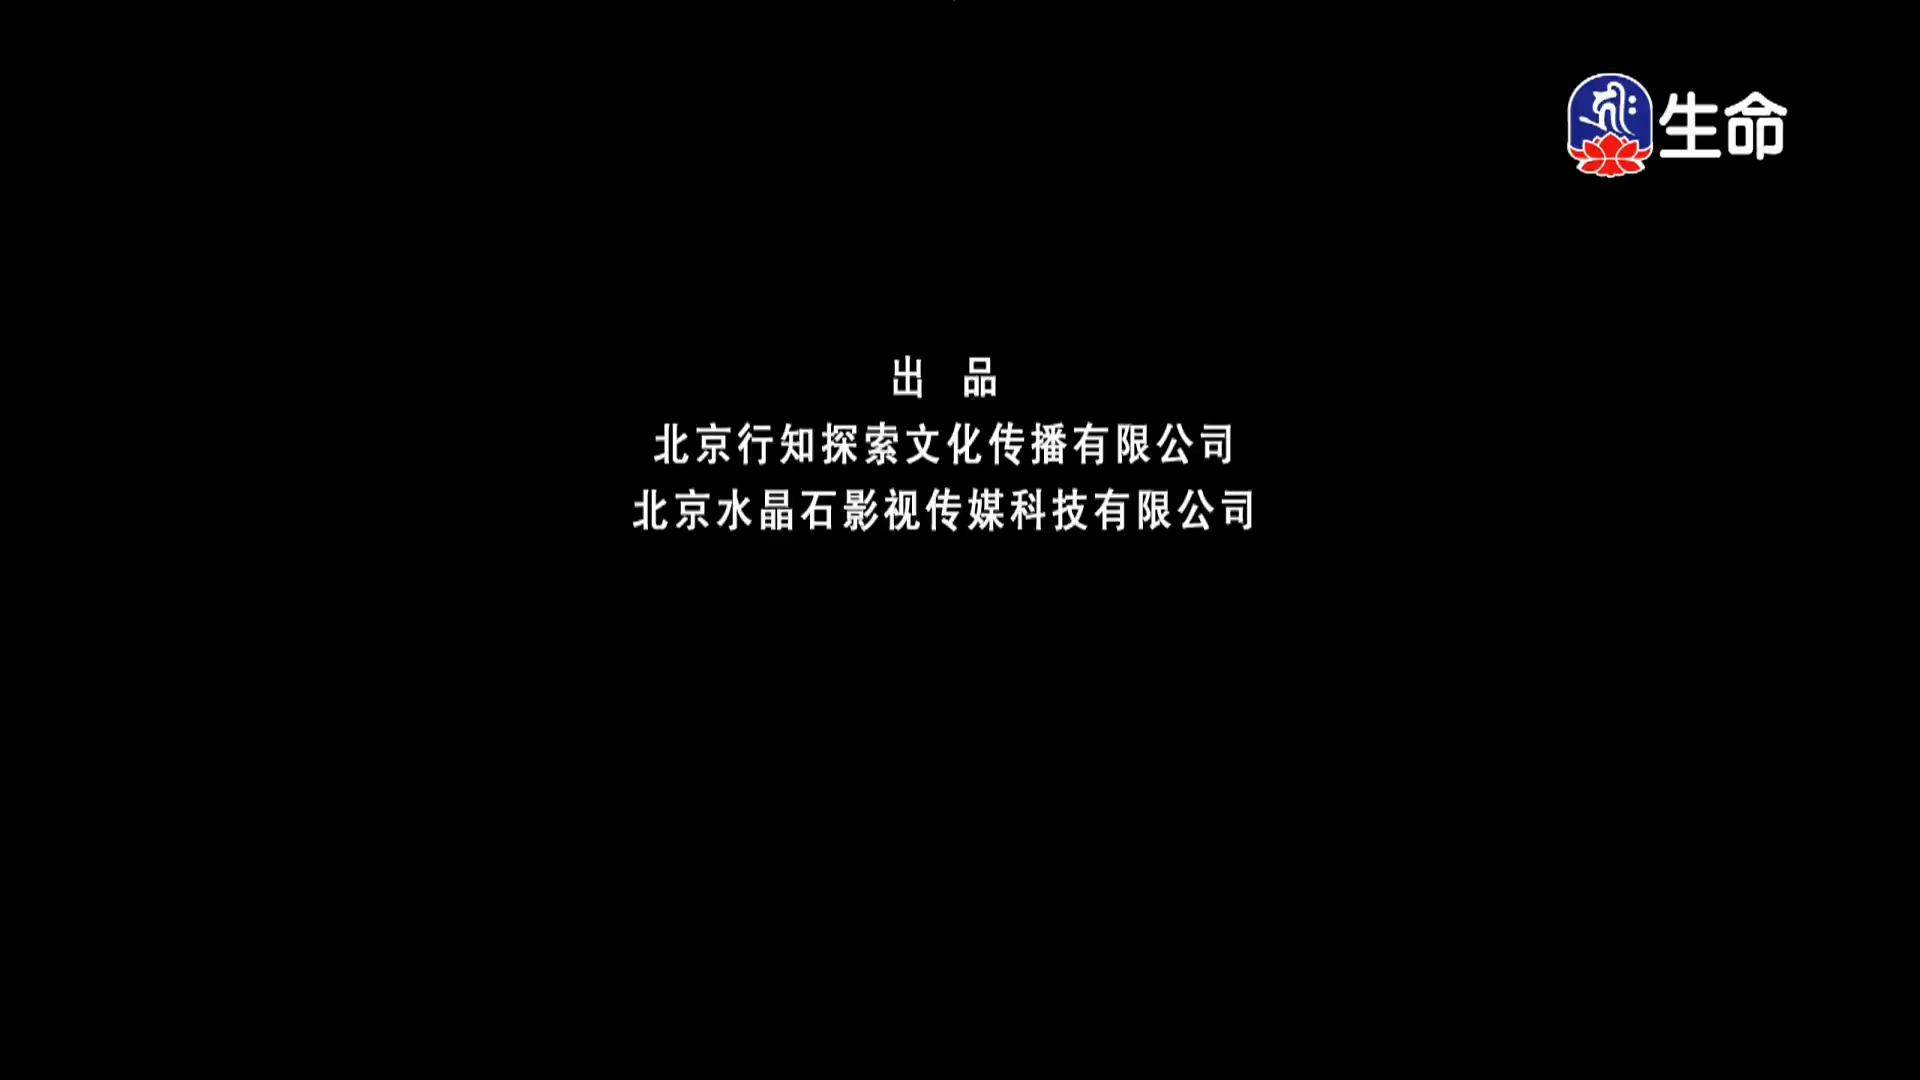 生命
出 品
北京行知探索文化传播有限公司
北京水晶石影视传媒科技有限公司